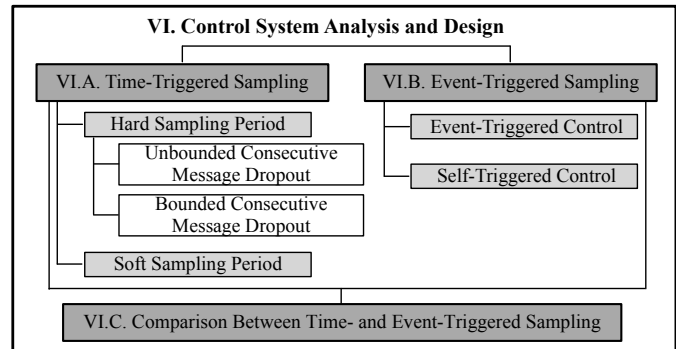 VI. Control System Analysis and Design
VI.A. Time-Triggered Sampling
Hard Sampling Period
Unbounded Consecutive
Message Dropout
Bounded Consecutive
Message Dropout
Soft Sampling Period
VI.B. Event-Triggered Sampling
Event-Triggered Control
Self-Triggered Control
VI.C. Comparison Between Time- and Event-Triggered Sampling